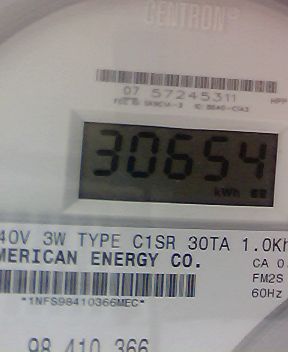 CENTRON®
07 57245311
30654
kWh
40V 3W TYPE C1SR 30TA 1.0Kh
MERICAN ENERGY CO.
CA 0.
FM2S
*1NFS98410366MEC*
60Hz
98 410 366